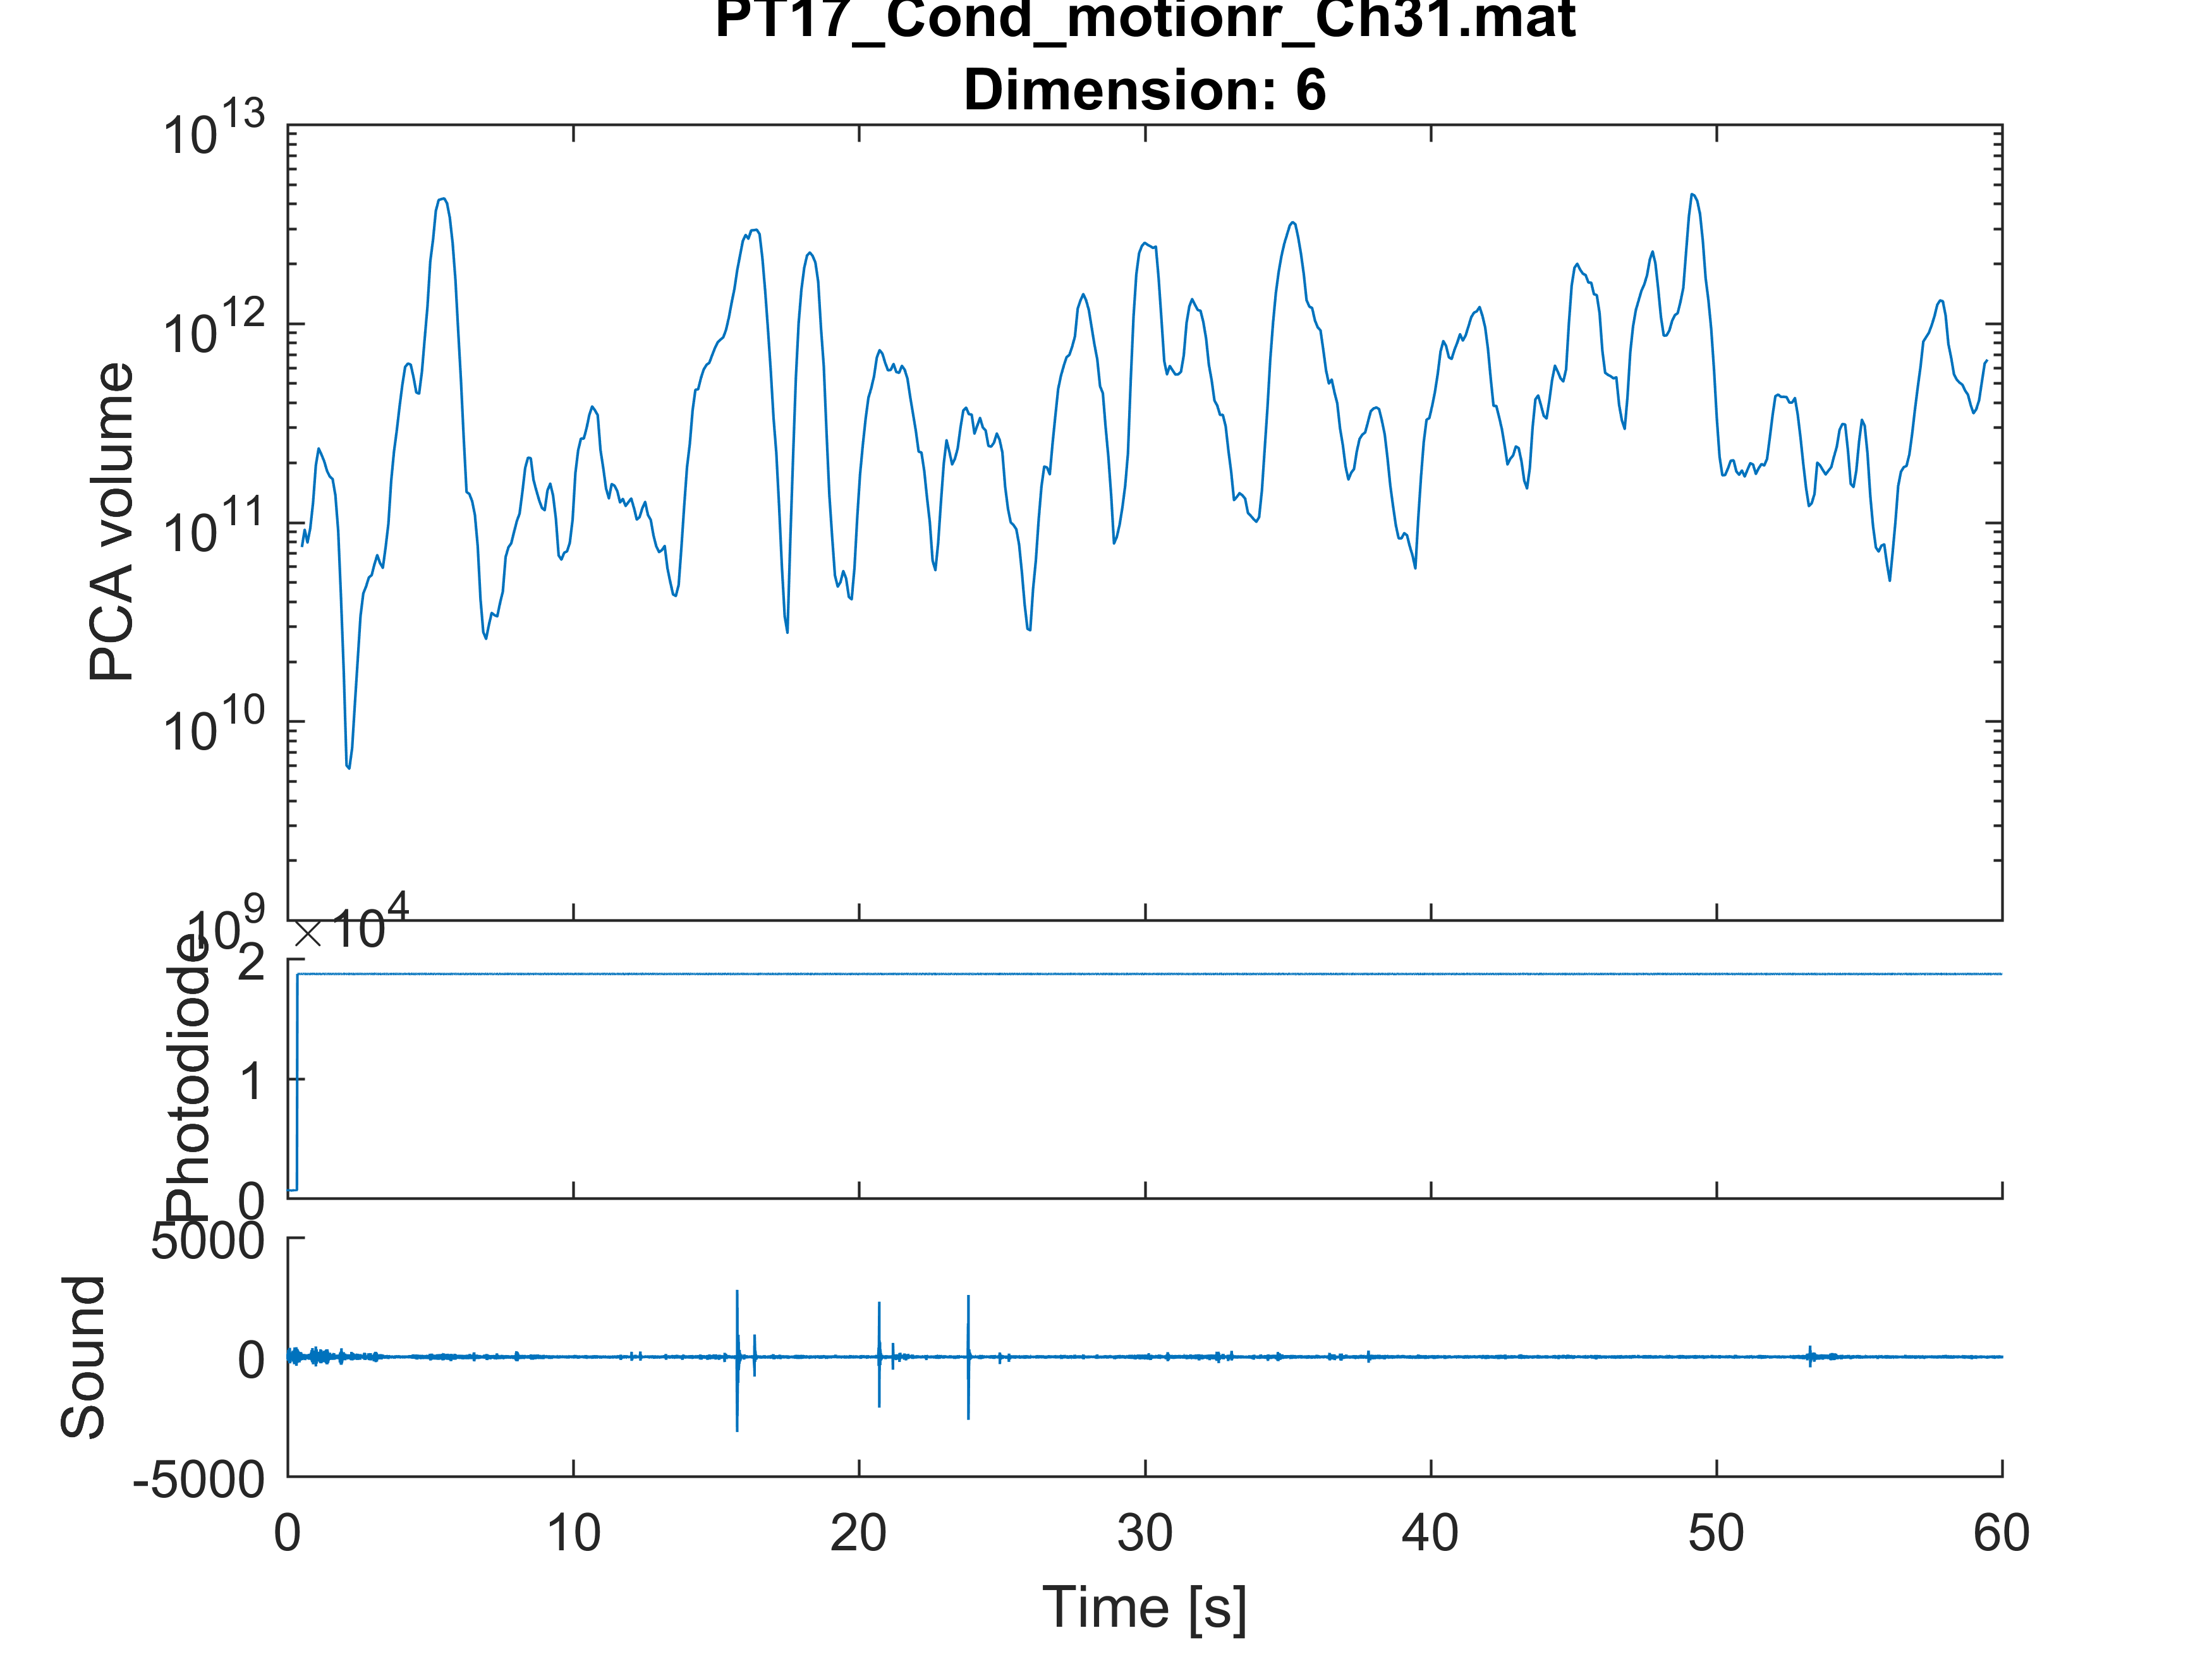 PT17_Cond_motionr_Ch31.mat
Dimension: 6
10^13
10^12
10^11
10^10
10^9
PCA volume
×10^4
2
1
0
Photodiode
5000
0
-5000
Sound
0 10 20 30 40 50 60
Time [s]